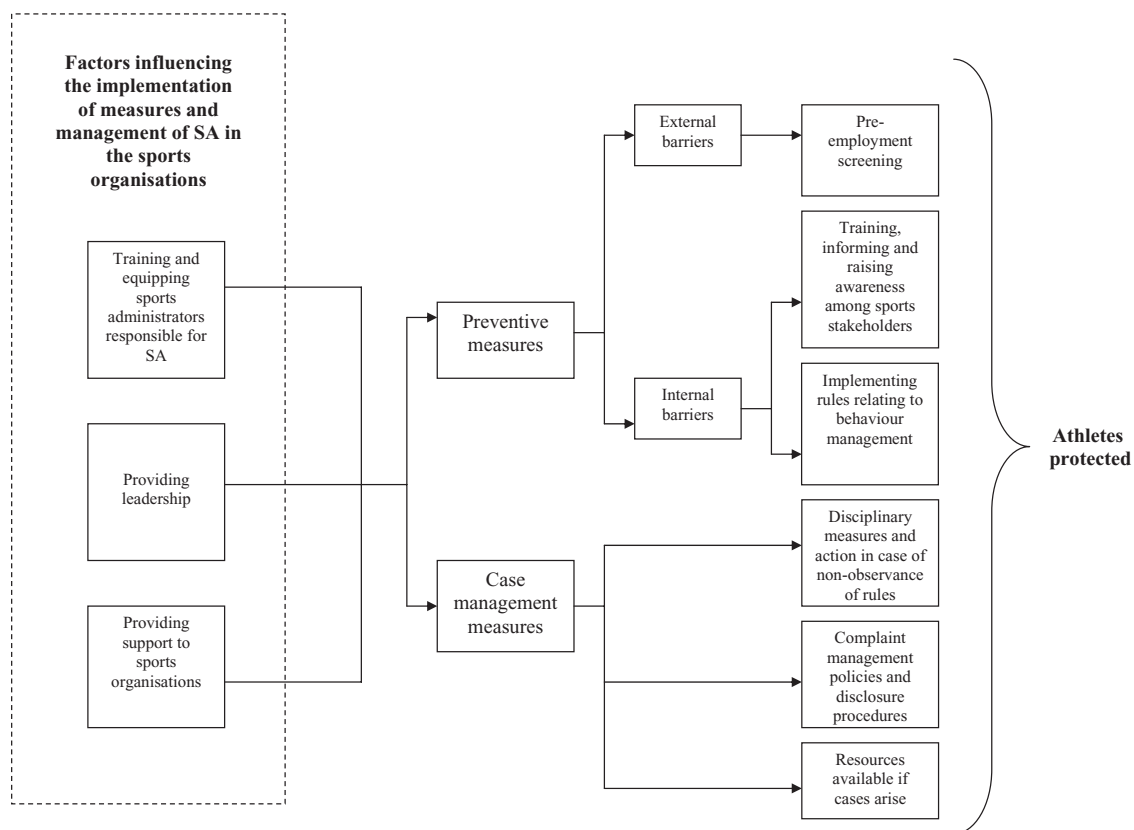 Factors influencing
the implementation
of measures and
management of SA in
the sports
organisations
Training and
equipping
sports
administrators
responsible for
SA
Providing
leadership
Providing
support to
sports
organisations
Preventive
measures
Case
management
measures
External
barriers
Internal
barriers
Pre-
employment
screening
Training,
informing and
raising
awareness
among sports
stakeholders
Implementing
rules relating to
behaviour
management
Disciplinary
measures and
action in case of
non-observance
of rules
Complaint
management
policies and
disclosure
procedures
Resources
available if
cases arise
Athletes
protected